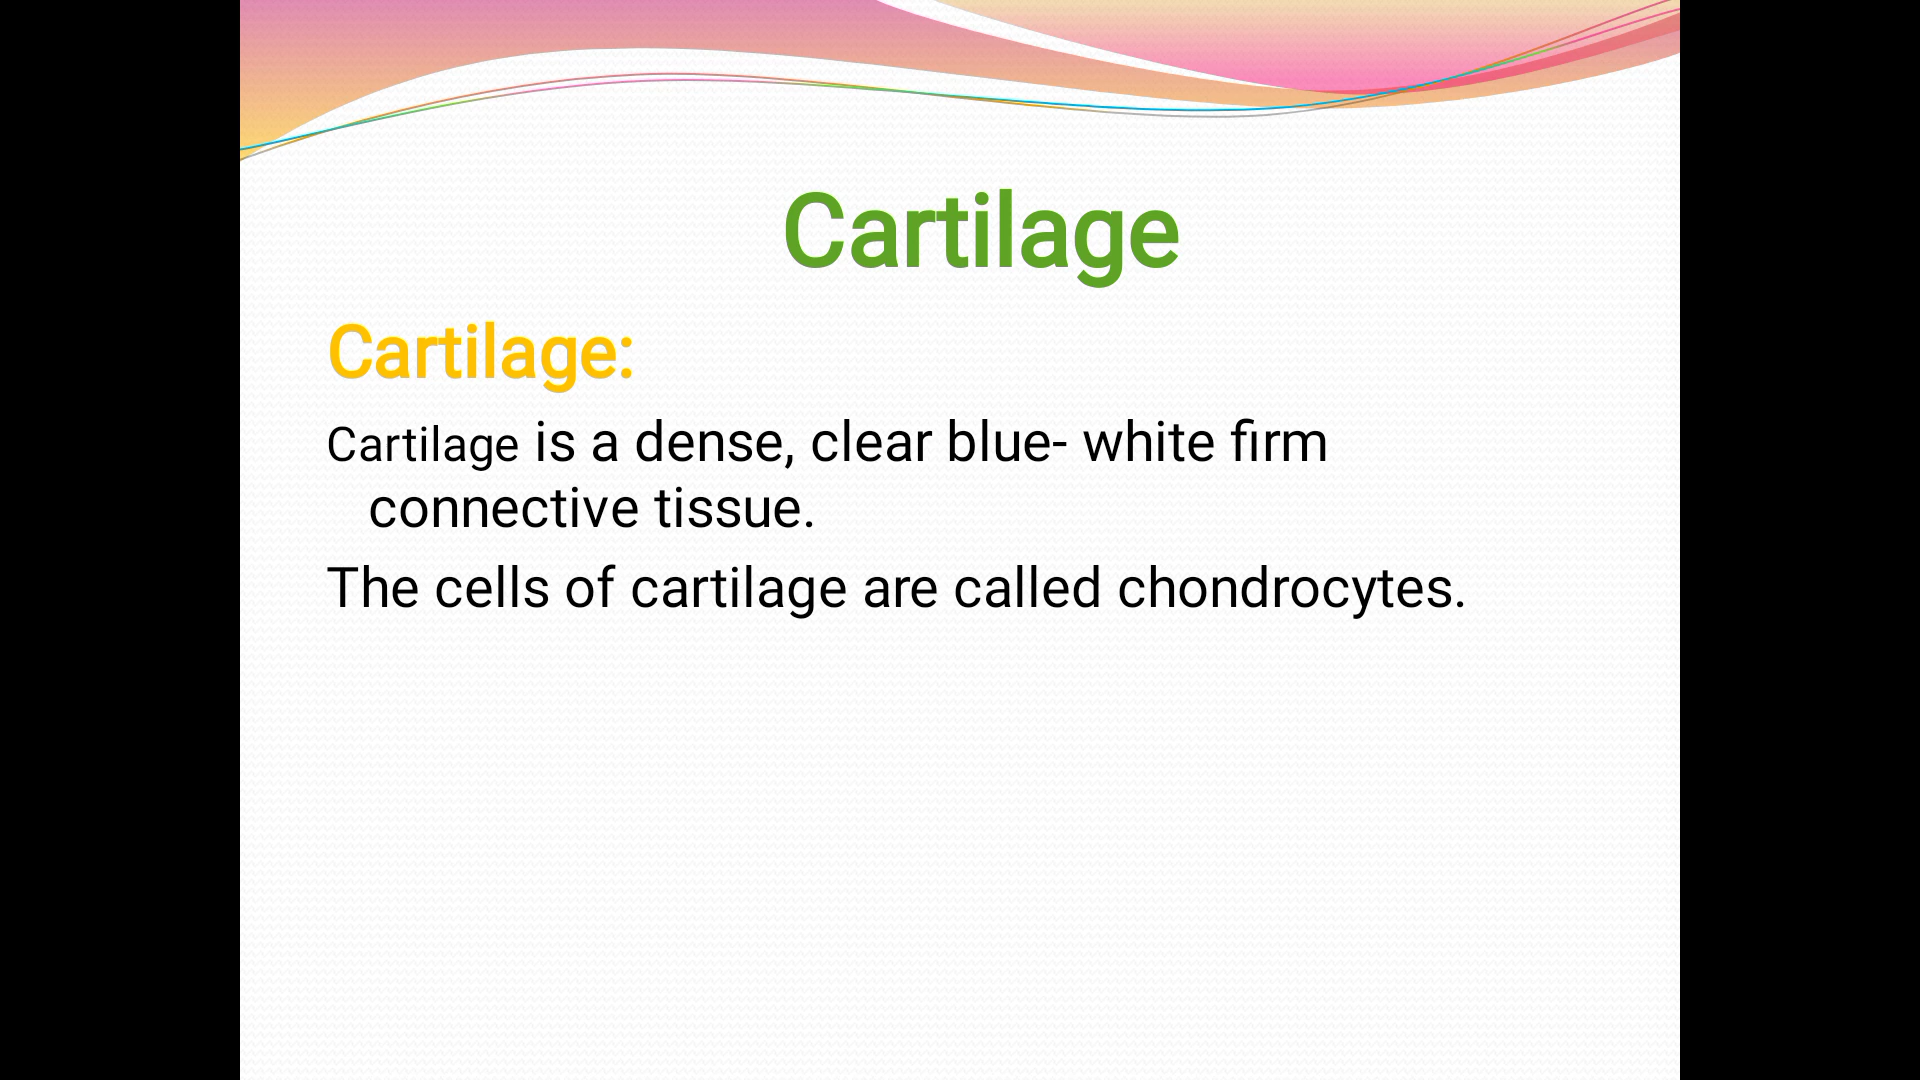 Cartilage
Cartilage:
Cartilage is a dense, clear blue- white firm
connective tissue.
The cells of cartilage are called chondrocytes.